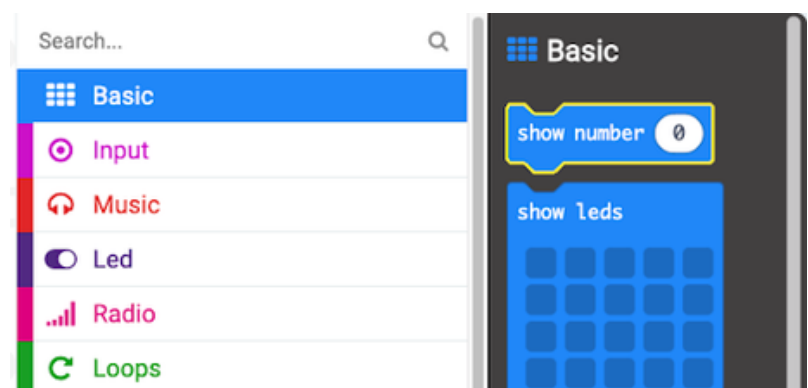 Search...
Basic
Input
Music
Led
Radio
Loops
Basic
show number 0
show leds